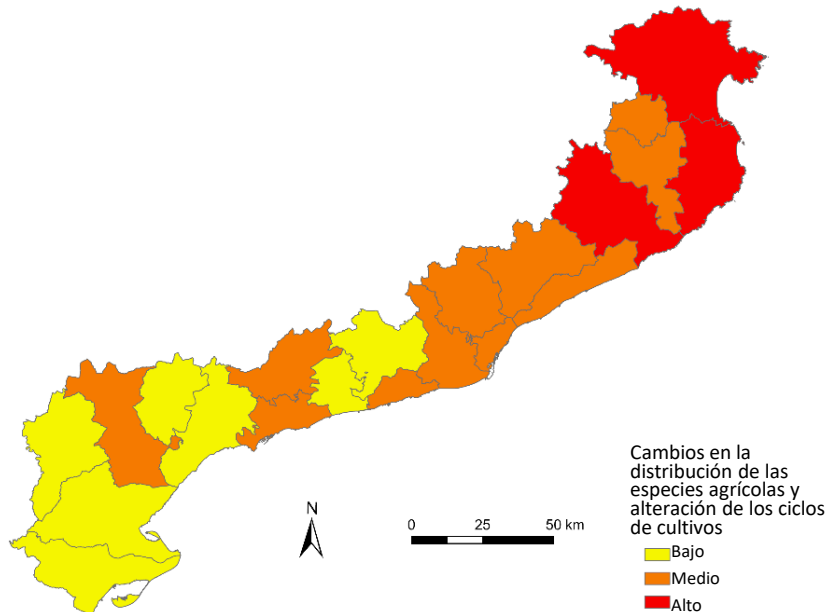 N
0 25 50 km
Cambios en la
distribución de las
especies agrícolas y
alteración de los ciclos
de cultivos
Bajo
Medio
Alto